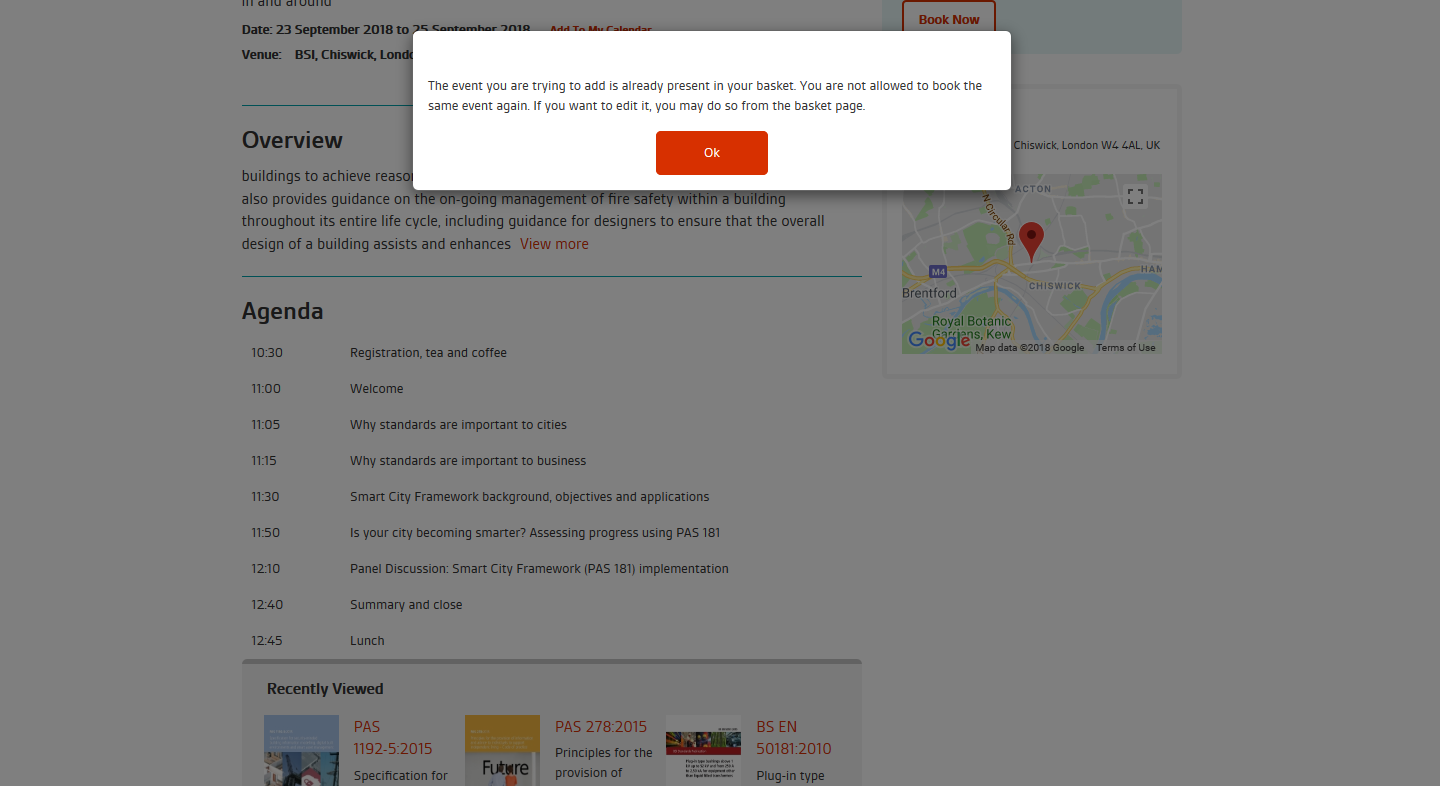 in and around
Date: 23 September 2018 to 25 September 2018 Add To My Calendar
Venue: BSI, Chiswick, Londo
The event you are trying to add is already present in your basket. You are not allowed to book the
same event again. If you want to edit it, you may do so from the basket page.
Ok
Overview
buildings to achieve reaso
also provides guidance on the on-going management of fire safety within a building
throughout its entire life cycle, including guidance for designers to ensure that the overall
design of a building assists and enhances View more
Agenda
10:30 Registration, tea and coffee
11:00 Welcome
11:05 Why standards are important to cities
11:15 Why standards are important to business
11:30 Smart City Framework background, objectives and applications
11:50 Is your city becoming smarter? Assessing progress using PAS 181
12:10 Panel Discussion: Smart City Framework (PAS 181) implementation
12:40 Summary and close
12:45 Lunch
Recently Viewed
PAS
1192-5:2015
Specification for
Future
PAS 278:2015
Principles for the
provision of
BS EN
50181:2010
Plug-in type
Book Now
Chiswick, London W4 4AL, UK
ACTON
N Circular Rd
M4
HAM
CHISWICK
Brentford
Royal Botanic
Gardens, Kew
Google
Map data ©2018 Google Terms of Use